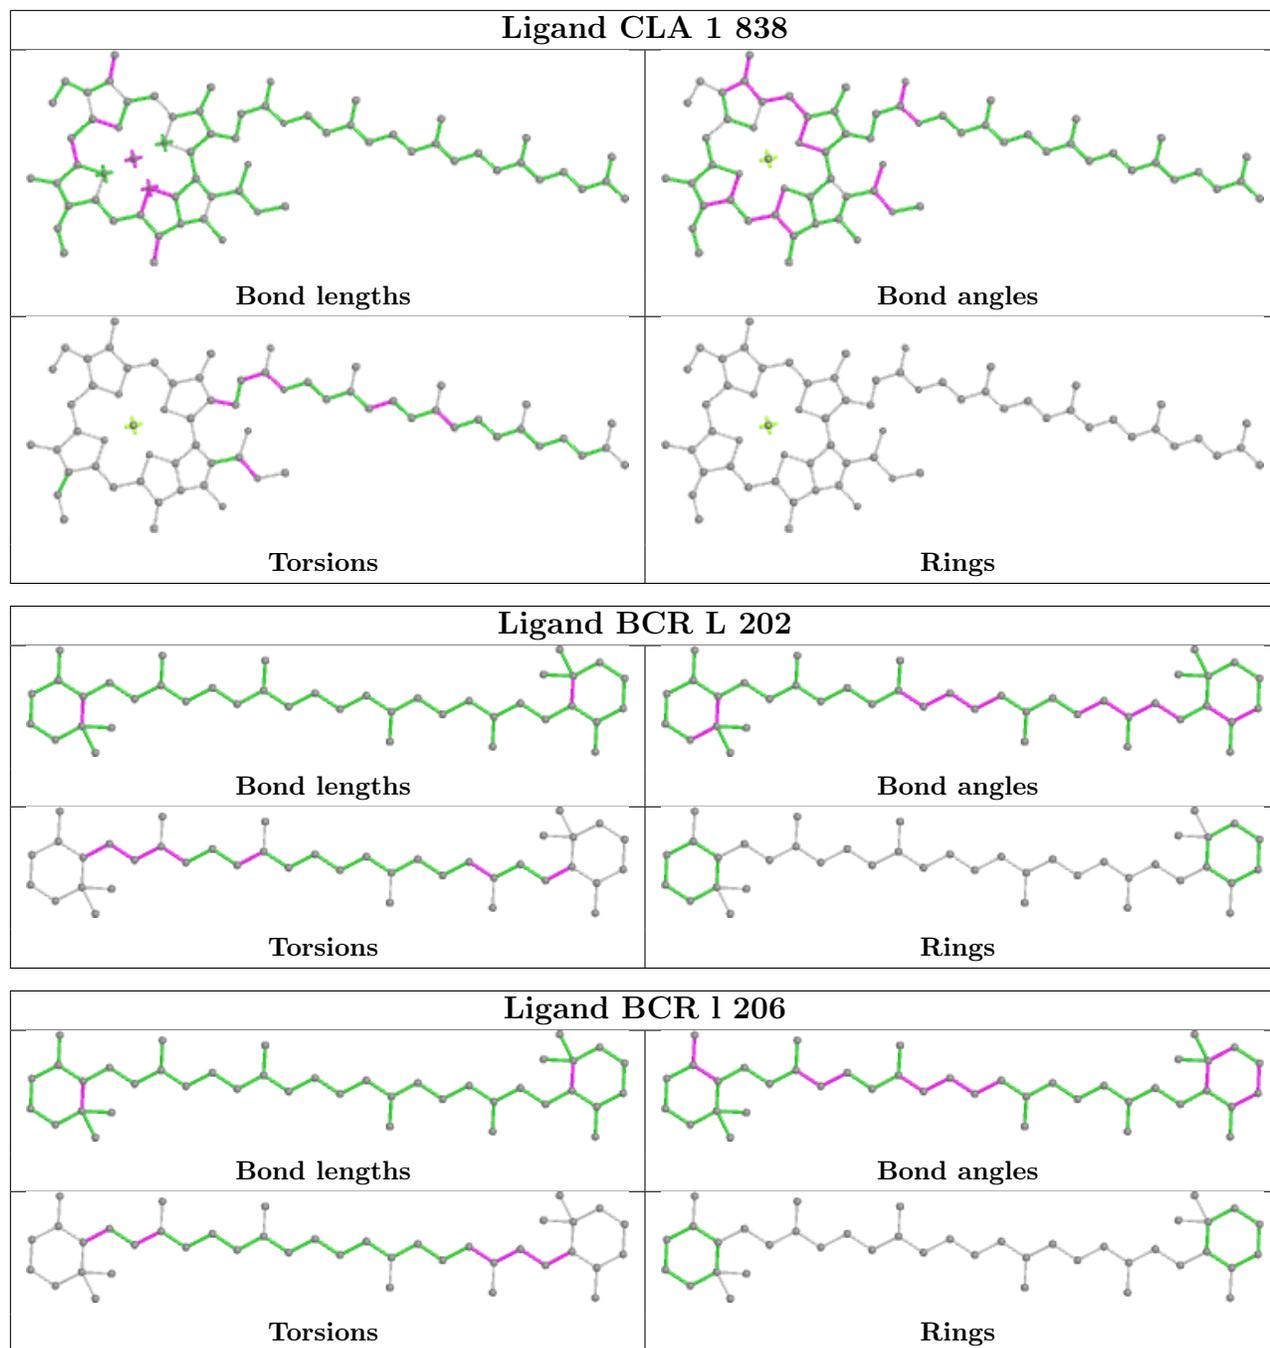 Ligand CLA 1 838
Bond lengths
Bond angles
Torsions
Rings
Ligand BCR L 202
Bond lengths
Bond angles
Torsions
Rings
Ligand BCR l 206
Bond lengths
Bond angles
Torsions
Rings